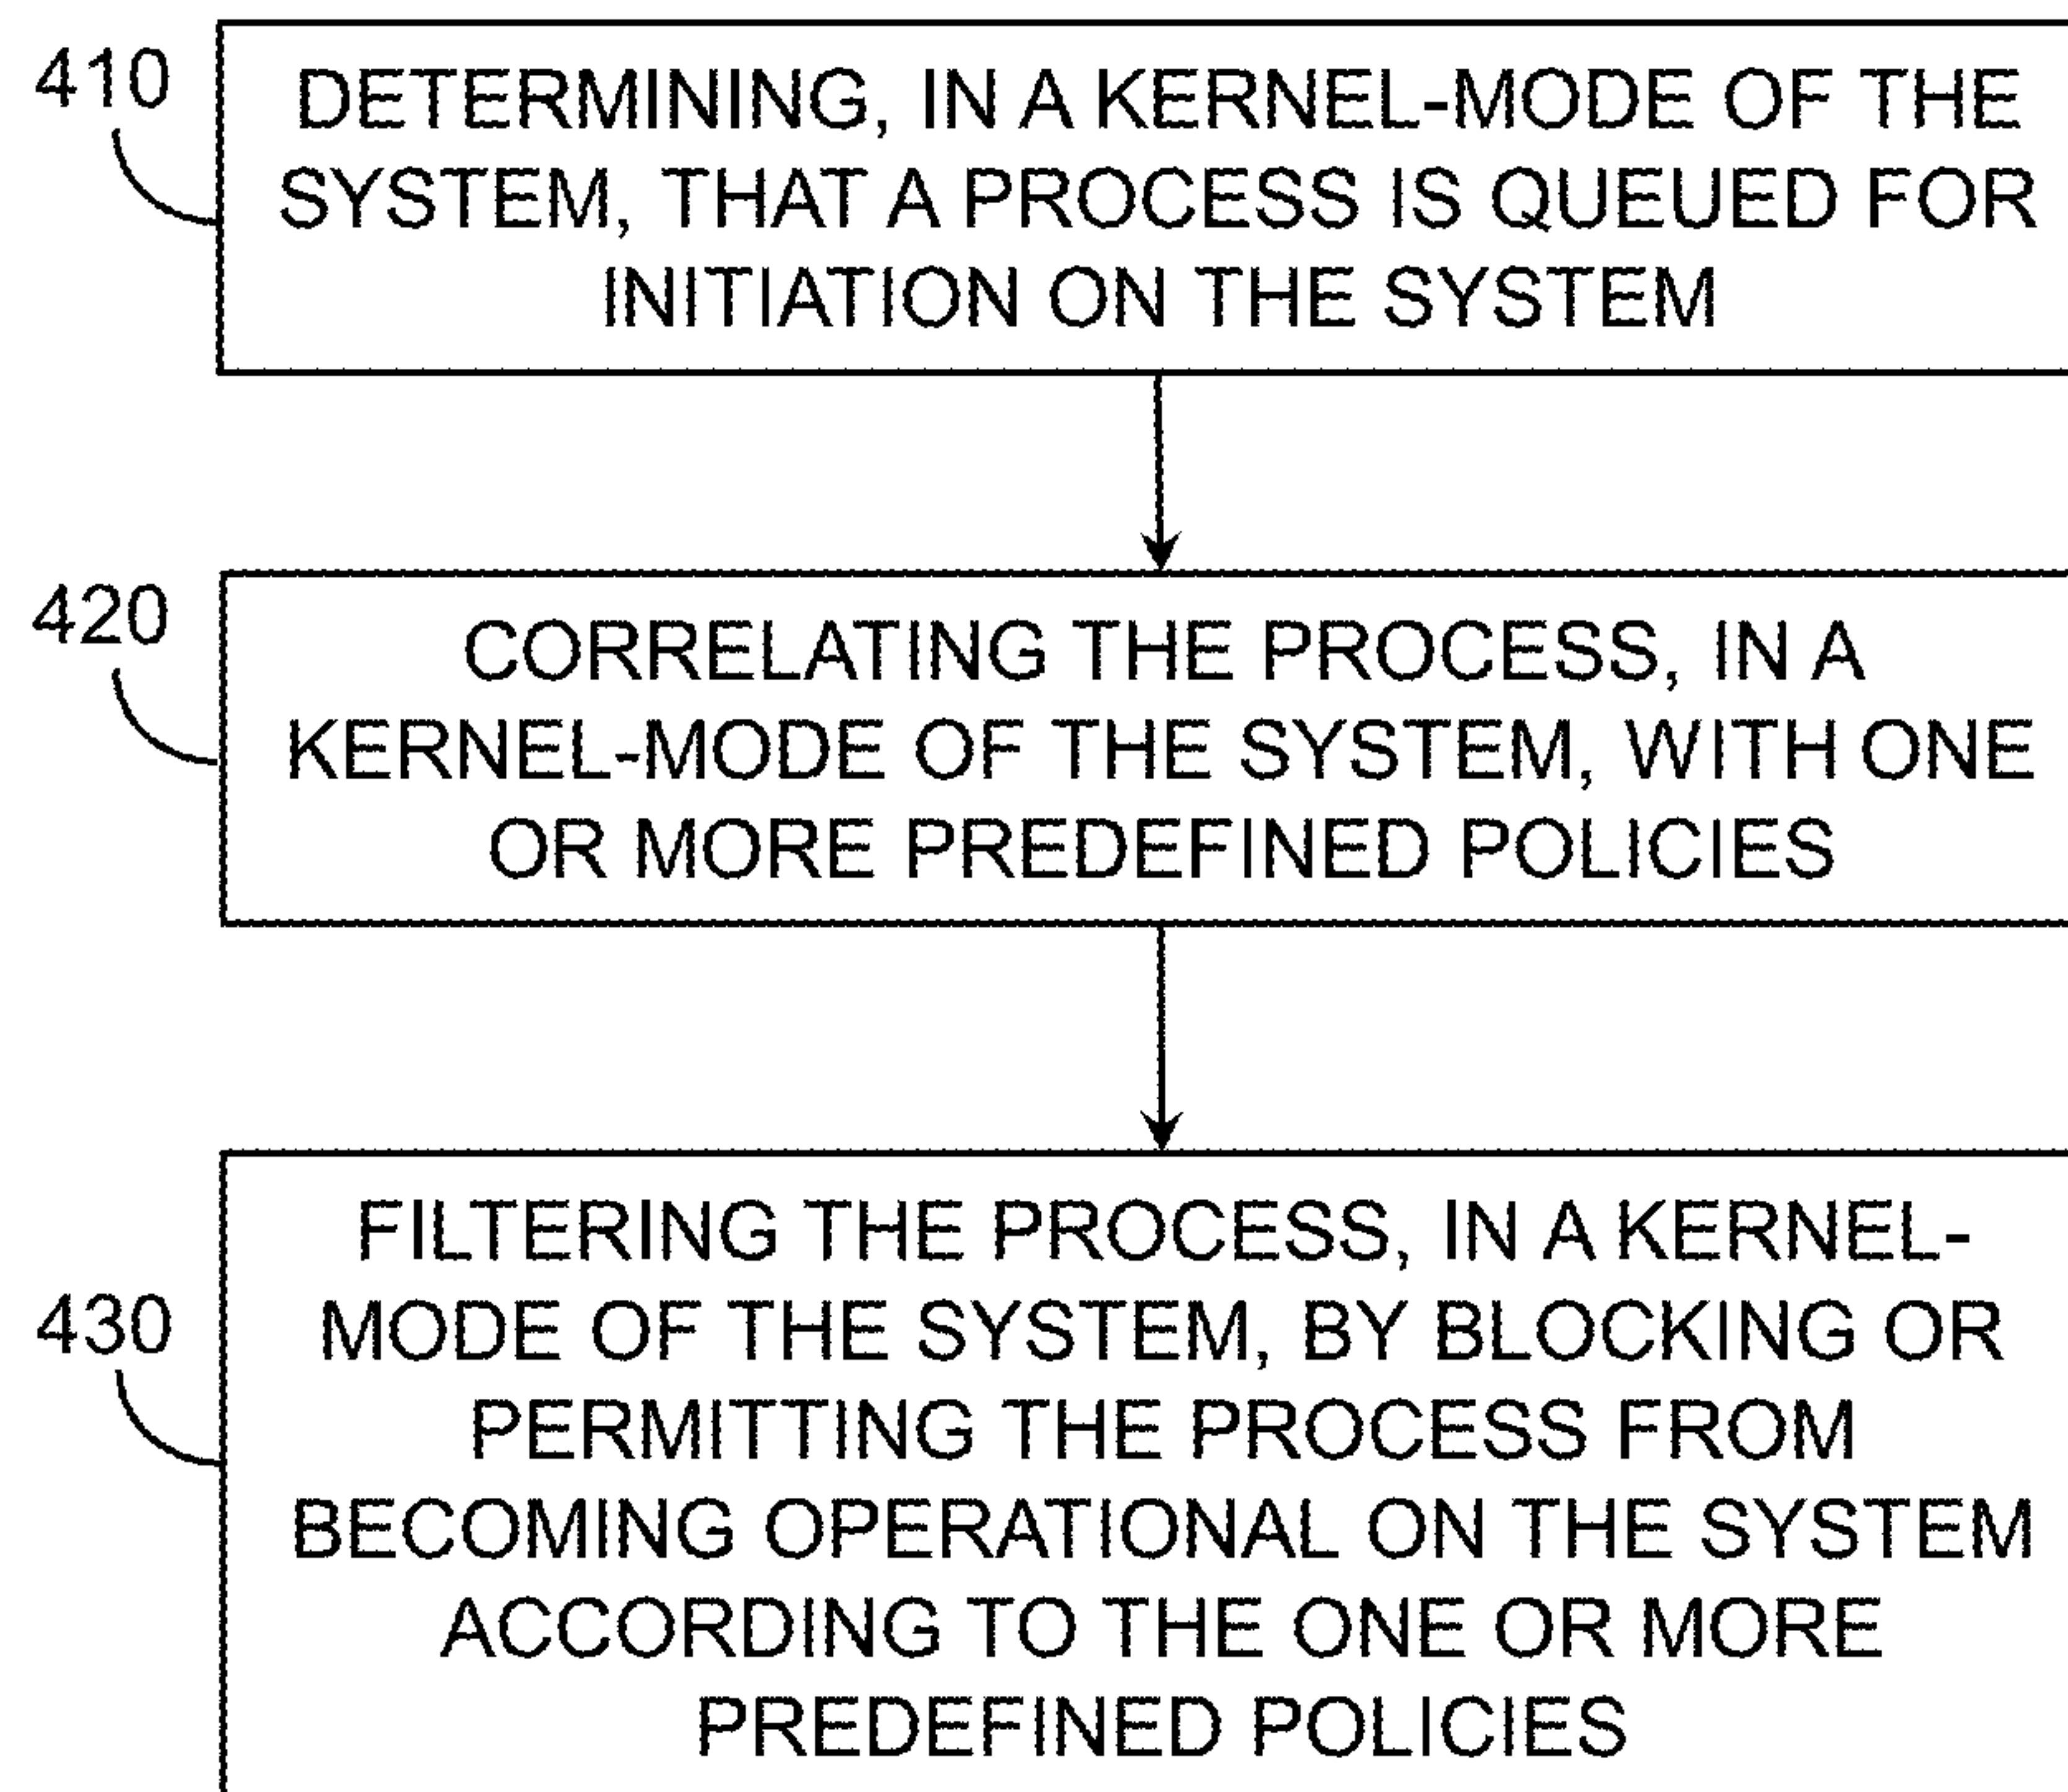 410
DETERMINING, IN A KERNEL-MODE OF THE
SYSTEM, THAT A PROCESS IS QUEUED FOR
INITIATION ON THE SYSTEM
420
CORRELATING THE PROCESS, IN A
KERNEL-MODE OF THE SYSTEM, WITH ONE
OR MORE PREDEFINED POLICIES
430
FILTERING THE PROCESS, IN A KERNEL-
MODE OF THE SYSTEM, BY BLOCKING OR
PERMITTING THE PROCESS FROM
BECOMING OPERATIONAL ON THE SYSTEM
ACCORDING TO THE ONE OR MORE
PREDEFINED POLICIES